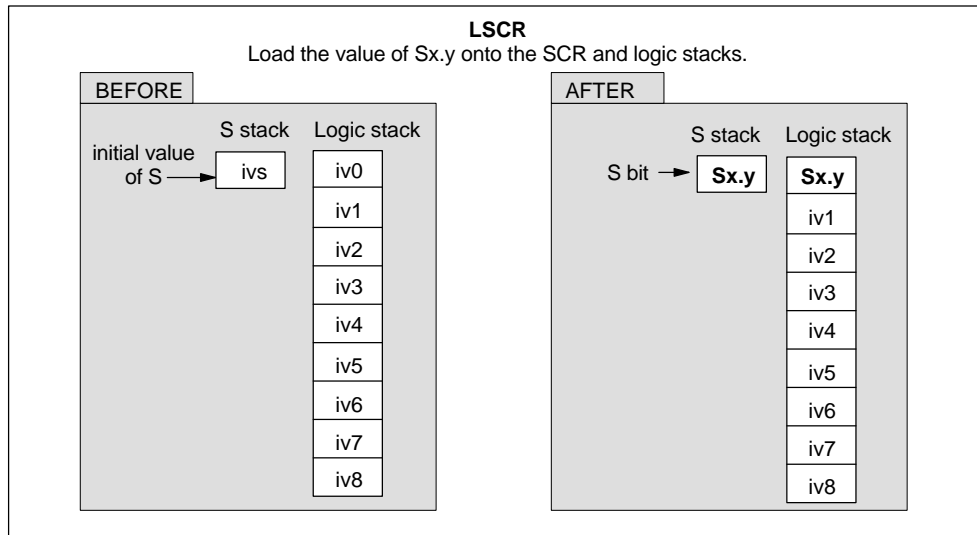 LSCR
Load the value of Sx.y onto the SCR and logic stacks.
BEFORE
S stack
Logic stack
initial value
of S
ivs
iv0
iv1
iv2
iv3
iv4
iv5
iv6
iv7
iv8
AFTER
S stack
Logic stack
S bit
Sx.y
Sx.y
iv1
iv2
iv3
iv4
iv5
iv6
iv7
iv8